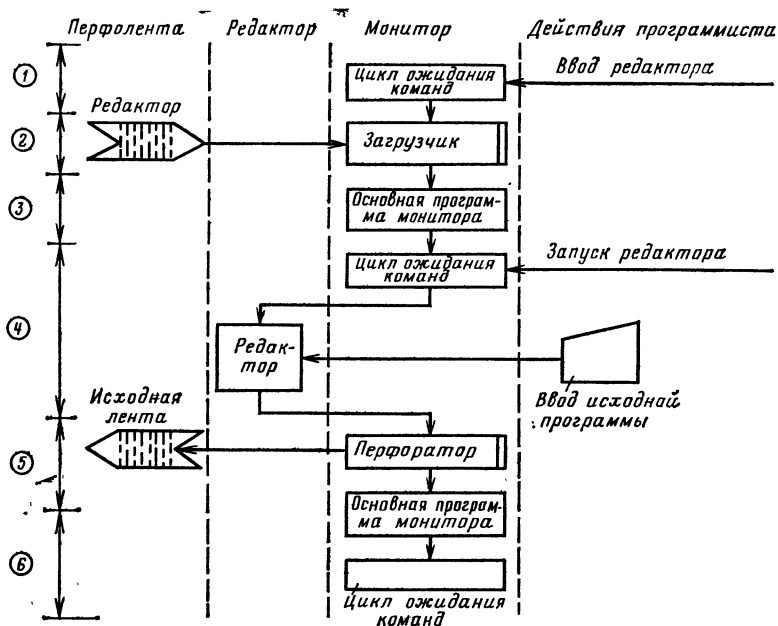 Перфолента Редактор Монитор Действия программиста
1
Цикл ожидания
команд
Ввод редактора
Редактор
2
Загрузчик
3
Основная програм-
ма монитора
Цикл ожидания
команд
Запуск редактора
4
Редак-
тор
Ввод исходной
программы
Исходная
лента
5
Перфоратор
Основная програм-
ма монитора
6
Цикл ожидания
команд